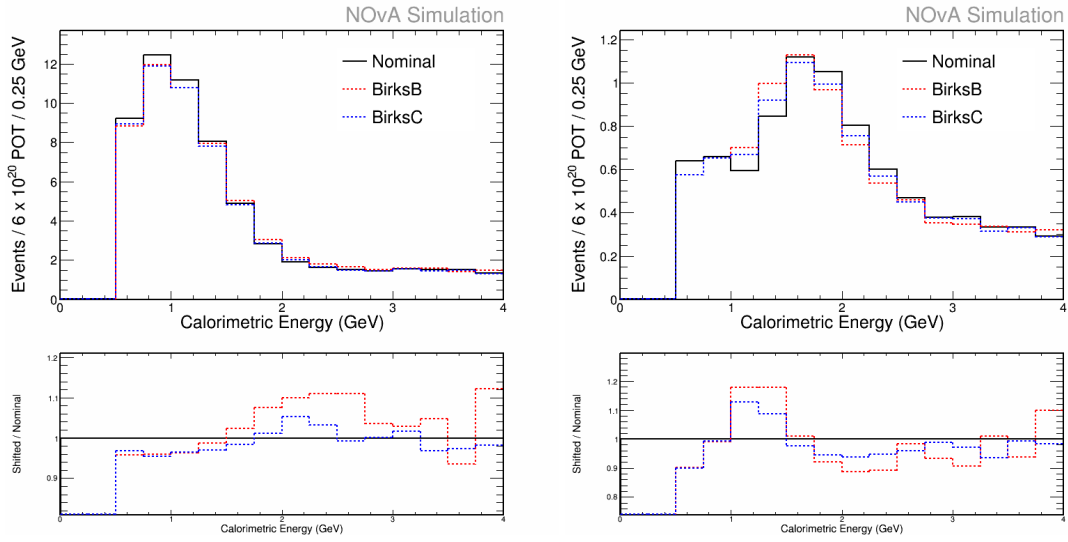 NOvA Simulation
Events / 6 x 10²⁰ POT / 0.25 GeV
12
10
8
6
4
2
0
Nominal
BirksB
BirksC
0 1 2 3 4
Calorimetric Energy (GeV)
Shifted / Nominal
1.2
1.1
1
0.9
0 1 2 3 4
Calorimetric Energy (GeV)
NOvA Simulation
Events / 6 x 10²⁰ POT / 0.25 GeV
1.2
1
0.8
0.6
0.4
0.2
0
Nominal
BirksB
BirksC
0 1 2 3 4
Calorimetric Energy (GeV)
Shifted / Nominal
1.2
1.1
1
0.9
0.8
0 1 2 3 4
Calorimetric Energy (GeV)